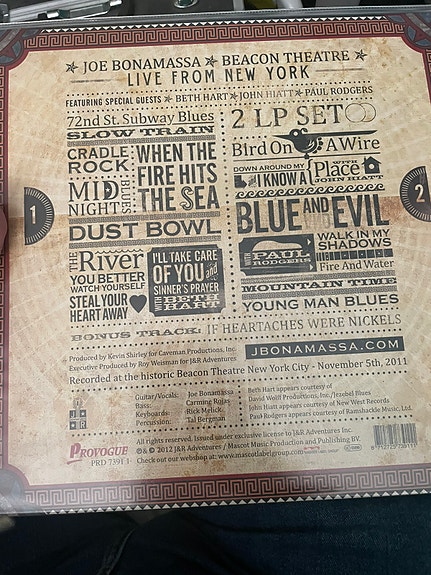 ★ JOE BONAMASSA ★ BEACON THEATRE ★
LIVE FROM NEW YORK
FEATURING SPECIAL GUESTS ★ BETH HART ★ JOHN HIATT ★ PAUL RODGERS
72nd St. Subway Blues
SLOW TRAIN
CRADLE ROCK
MIDNIGHT BLUES
WHEN THE FIRE HITS THE SEA
DUST BOWL
THE River
YOU BETTER WATCH YOURSELF
STEAL YOUR HEART AWAY
I'LL TAKE CARE OF YOU and SINNER'S PRAYER WITH BETH HART
1
2 LP SET
Bird On A Wire
DOWN AROUND MY Place WITH JOHN HIATT
I KNOW A
BLUE AND EVIL
WITH PAUL RODGERS
WALK IN MY SHADOWS
Fire And Water
MOUNTAIN TIME
YOUNG MAN BLUES
2
BONUS TRACK! IF HEARTACHES WERE NICKELS
Produced by Kevin Shirley for Caveman Productions, Inc.
Executive Produced by Roy Weisman for J&R Adventures
JBONAMASSA.COM
Recorded at the historic Beacon Theatre New York City - November 5th, 2011
Guitar/Vocals: Joe Bonamassa
Bass: Carmine Rojas
Keyboards: Rick Melick
Percussion: Tal Bergman
Beth Hart appears courtesy of
David Wolff Productions, Inc./Jezebel Blues
John Hiatt appears courtesy of New West Records
Paul Rodgers appears courtesy of Ramshackle Music, Ltd.
PROVOGUE
PRD 7391 1
All rights reserved. Issued under exclusive license to J&R Adventures Inc.
℗ & © 2012 J&R Adventures / Mascot Music Production and Publishing BV.
Check out our webshop at: www.mascotlabelgroup.com